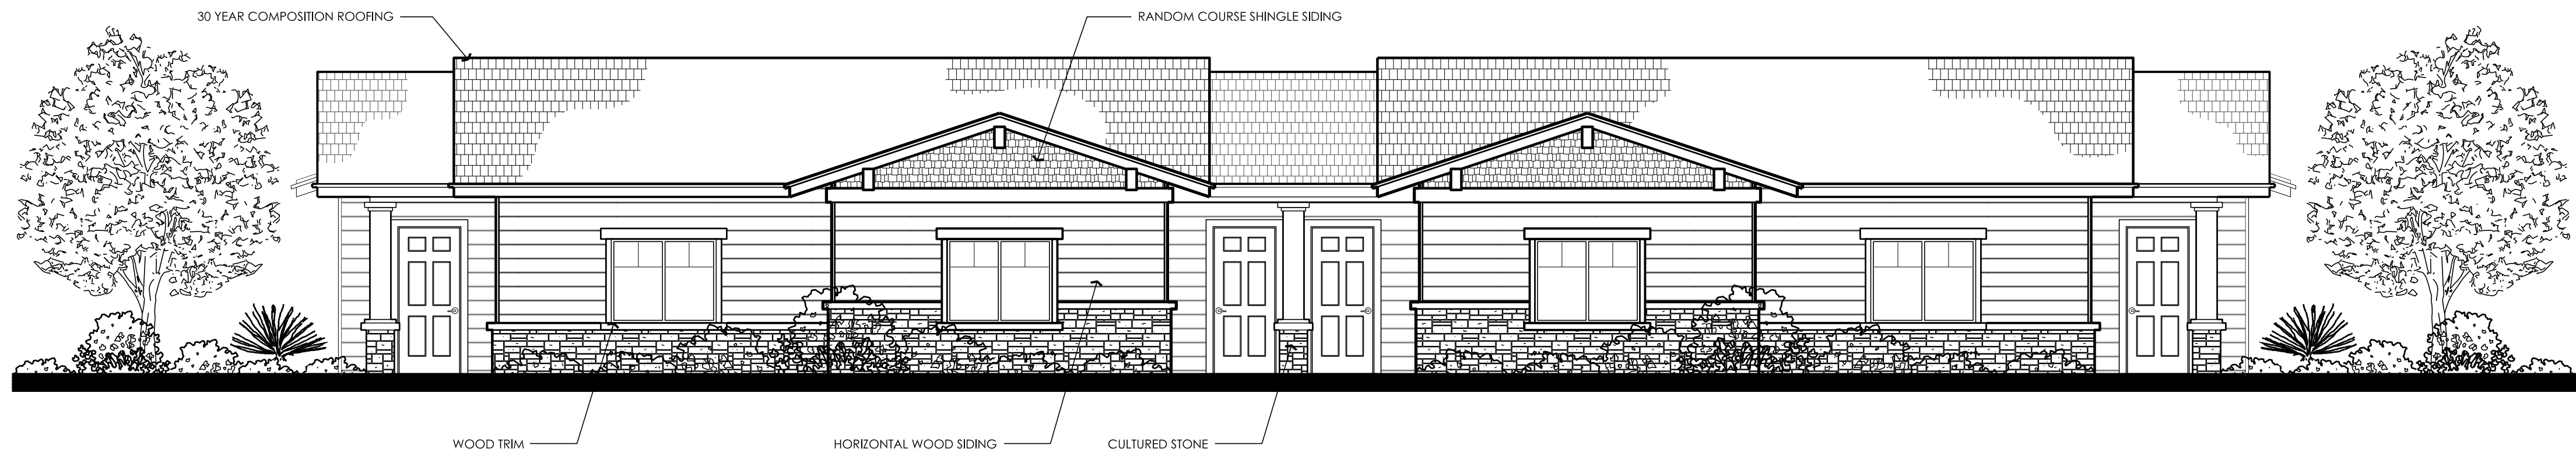 30 YEAR COMPOSITION ROOFING
RANDOM COURSE SHINGLE SIDING
WOOD TRIM
HORIZONTAL WOOD SIDING
CULTURED STONE